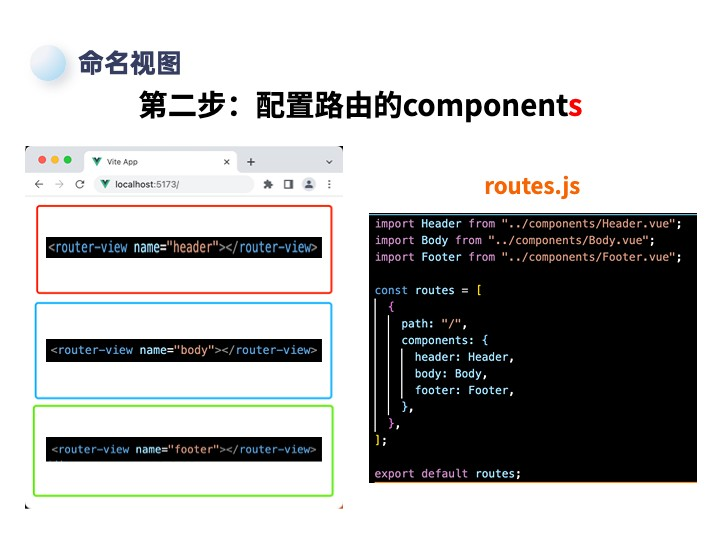 命名视图
第二步：配置路由的components
Vite App
localhost:5173/
<router-view name="header"></router-view>
<router-view name="body"></router-view>
<router-view name="footer"></router-view>
routes.js
import Header from "../components/Header.vue";
import Body from "../components/Body.vue";
import Footer from "../components/Footer.vue";
const routes = [
{
path: "/",
components: {
header: Header,
body: Body,
footer: Footer,
},
},
];
export default routes;